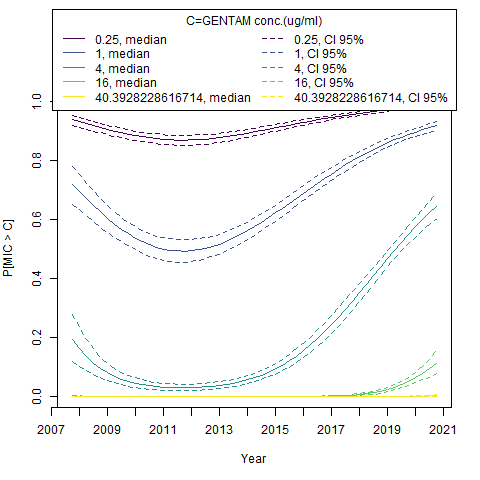 C=GENTAM conc.(ug/ml)
0.25, median 0.25, CI 95%
1, median 1, CI 95%
4, median 4, CI 95%
16, median 16, CI 95%
40.3928228616714, median 40.3928228616714, CI 95%
1.0
0.8
0.6
0.4
0.2
0.0
P[MIC > C]
2007 2009 2011 2013 2015 2017 2019 2021
Year